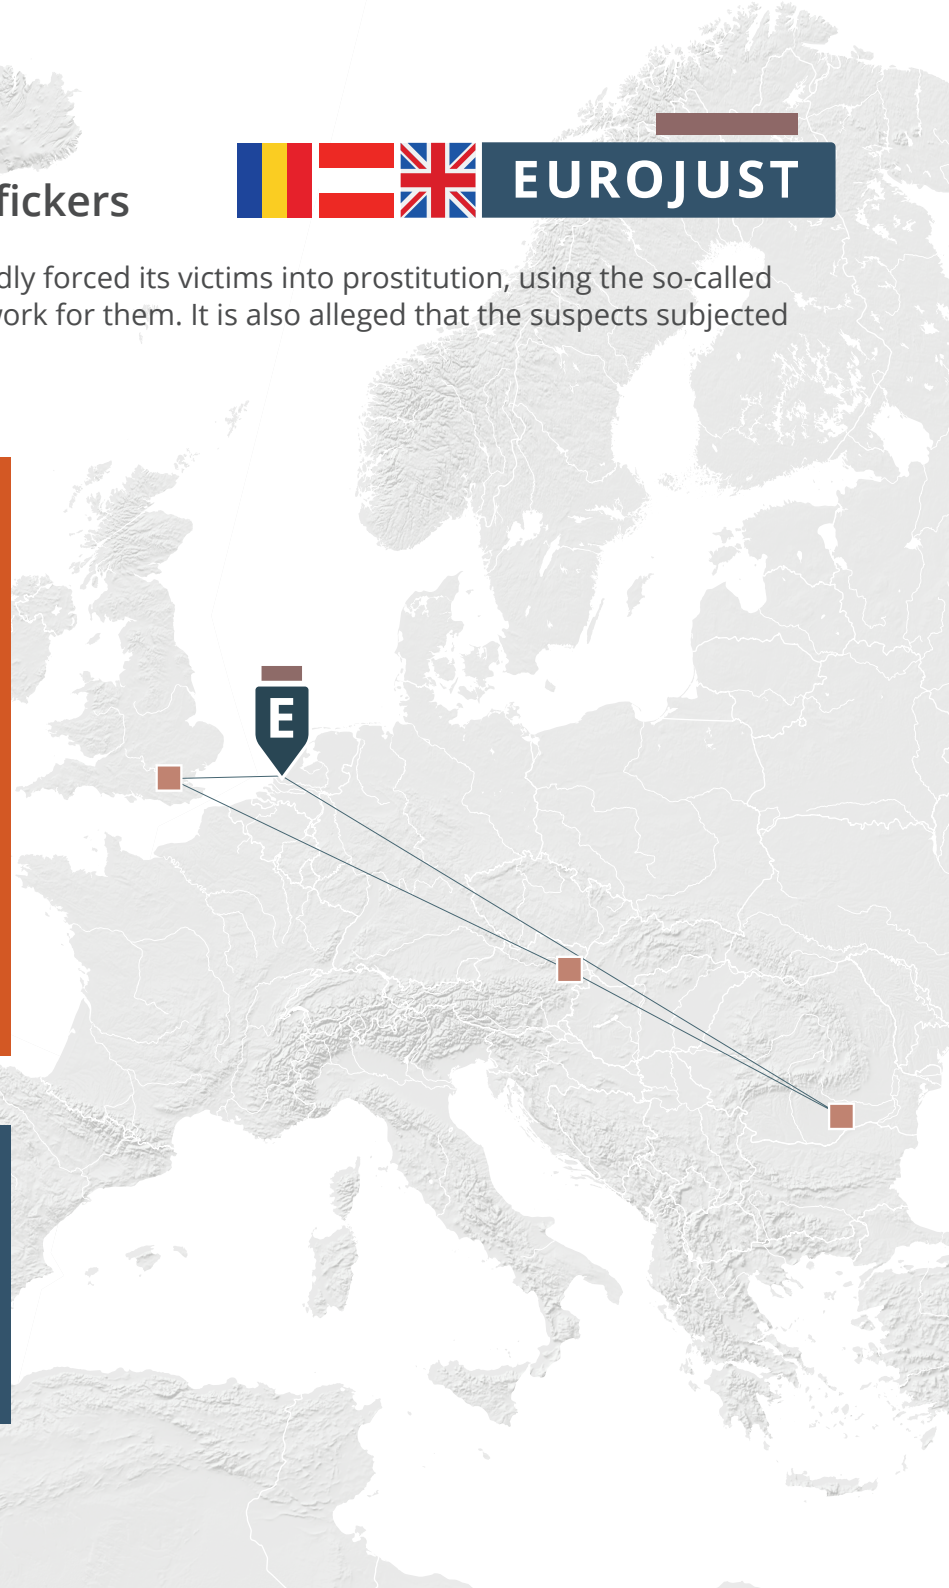 EUROJUST
fickers
dly forced its victims into prostitution, using the so-called
work for them. It is also alleged that the suspects subjected
E